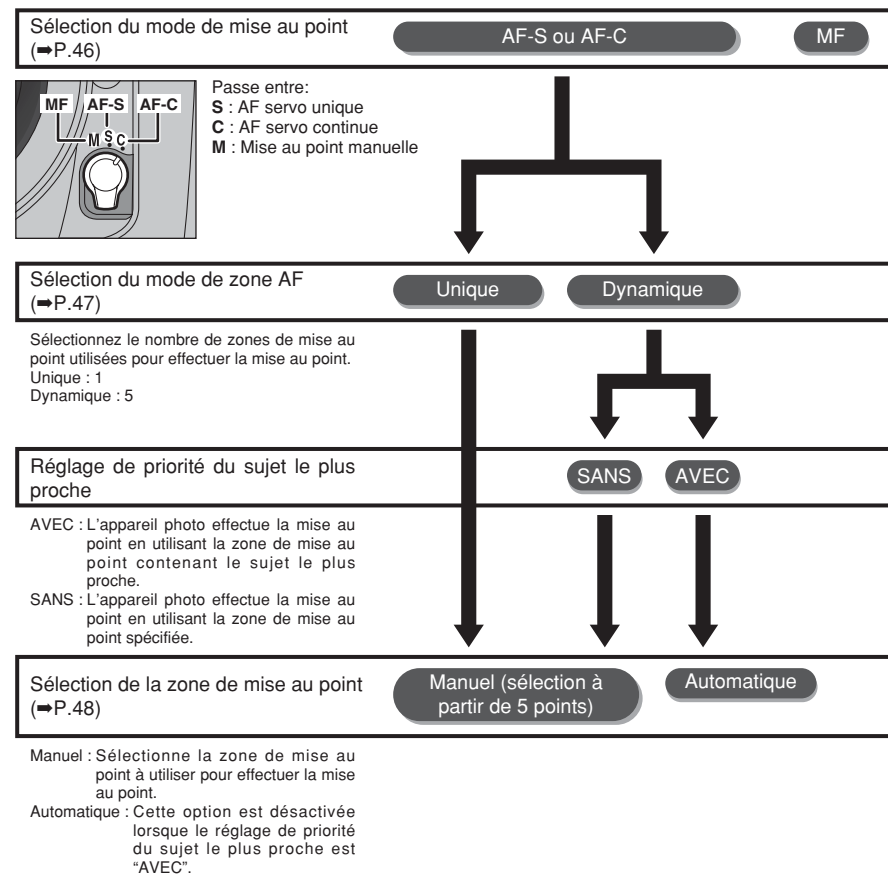 Sélection du mode de mise au point
(➡P.46)
AF-S ou AF-C
MF
MF AF-S AF-C
M S C
Passe entre:
S : AF servo unique
C : AF servo continue
M : Mise au point manuelle
Sélection du mode de zone AF
(➡P.47)
Unique
Dynamique
Sélectionnez le nombre de zones de mise au
point utilisées pour effectuer la mise au point.
Unique : 1
Dynamique : 5
Réglage de priorité du sujet le plus
proche
SANS
AVEC
AVEC : L'appareil photo effectue la mise au
point en utilisant la zone de mise au
point contenant le sujet le plus
proche.
SANS : L'appareil photo effectue la mise au
point en utilisant la zone de mise au
point spécifiée.
Sélection de la zone de mise au point
(➡P.48)
Manuel (sélection à
partir de 5 points)
Automatique
Manuel : Sélectionne la zone de mise au
point à utiliser pour effectuer la mise
au point.
Automatique : Cette option est désactivée
lorsque le réglage de priorité
du sujet le plus proche est
“AVEC”.